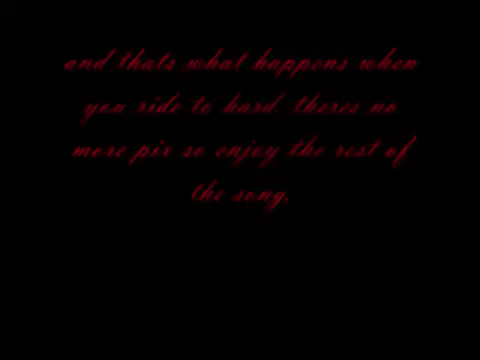 and thats what happens when
you ride to hard. theres no
more pix so enjoy the rest of
the song,